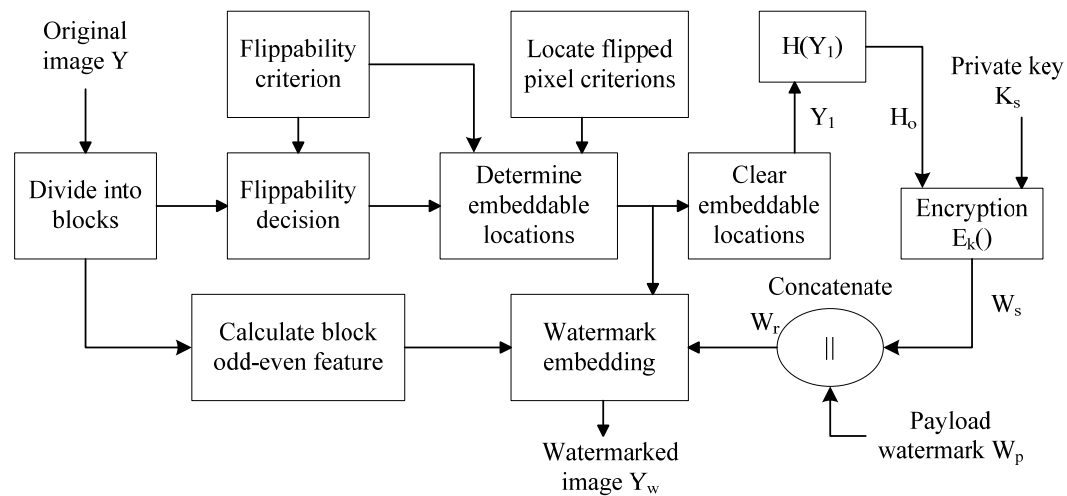 Original
image Y
Flippability
criterion
Locate flipped
pixel criterions
H(Y₁)
Private key
Kₛ
Y₁
Hₒ
Divide into
blocks
Flippability
decision
Determine
embeddable
locations
Clear
embeddable
locations
Encryption
Eₖ()
Calculate block
odd-even feature
Watermark
embedding
Wᵣ
Concatenate
||
Wₛ
Watermarked
image Y_w
Payload
watermark Wₚ